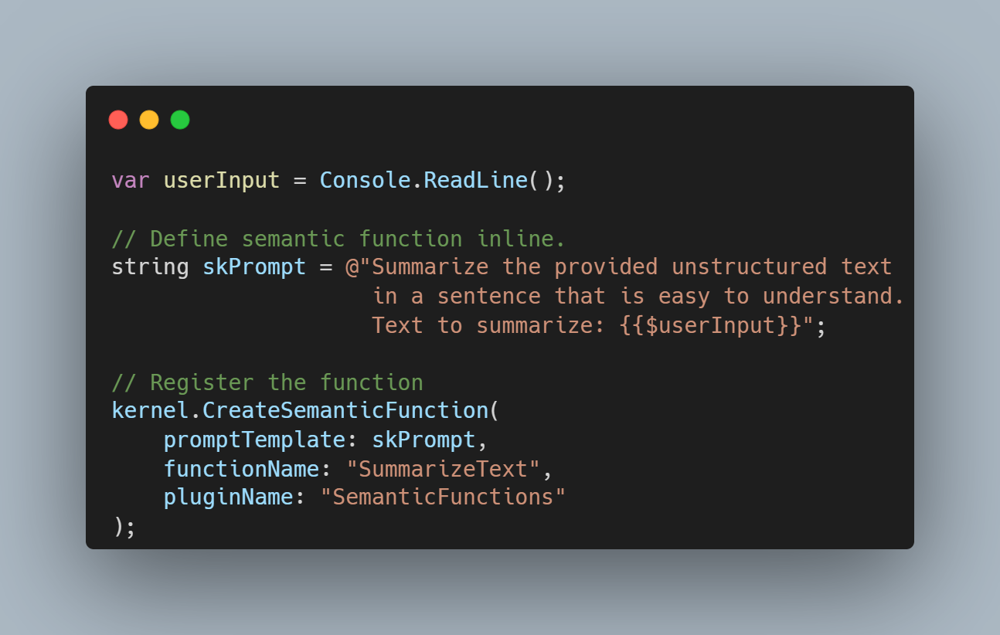 var userInput = Console.ReadLine();
// Define semantic function inline.
string skPrompt = @"Summarize the provided unstructured text
in a sentence that is easy to understand.
Text to summarize: {{$userInput}}";
// Register the function
kernel.CreateSemanticFunction(
promptTemplate: skPrompt,
functionName: "SummarizeText",
pluginName: "SemanticFunctions"
);